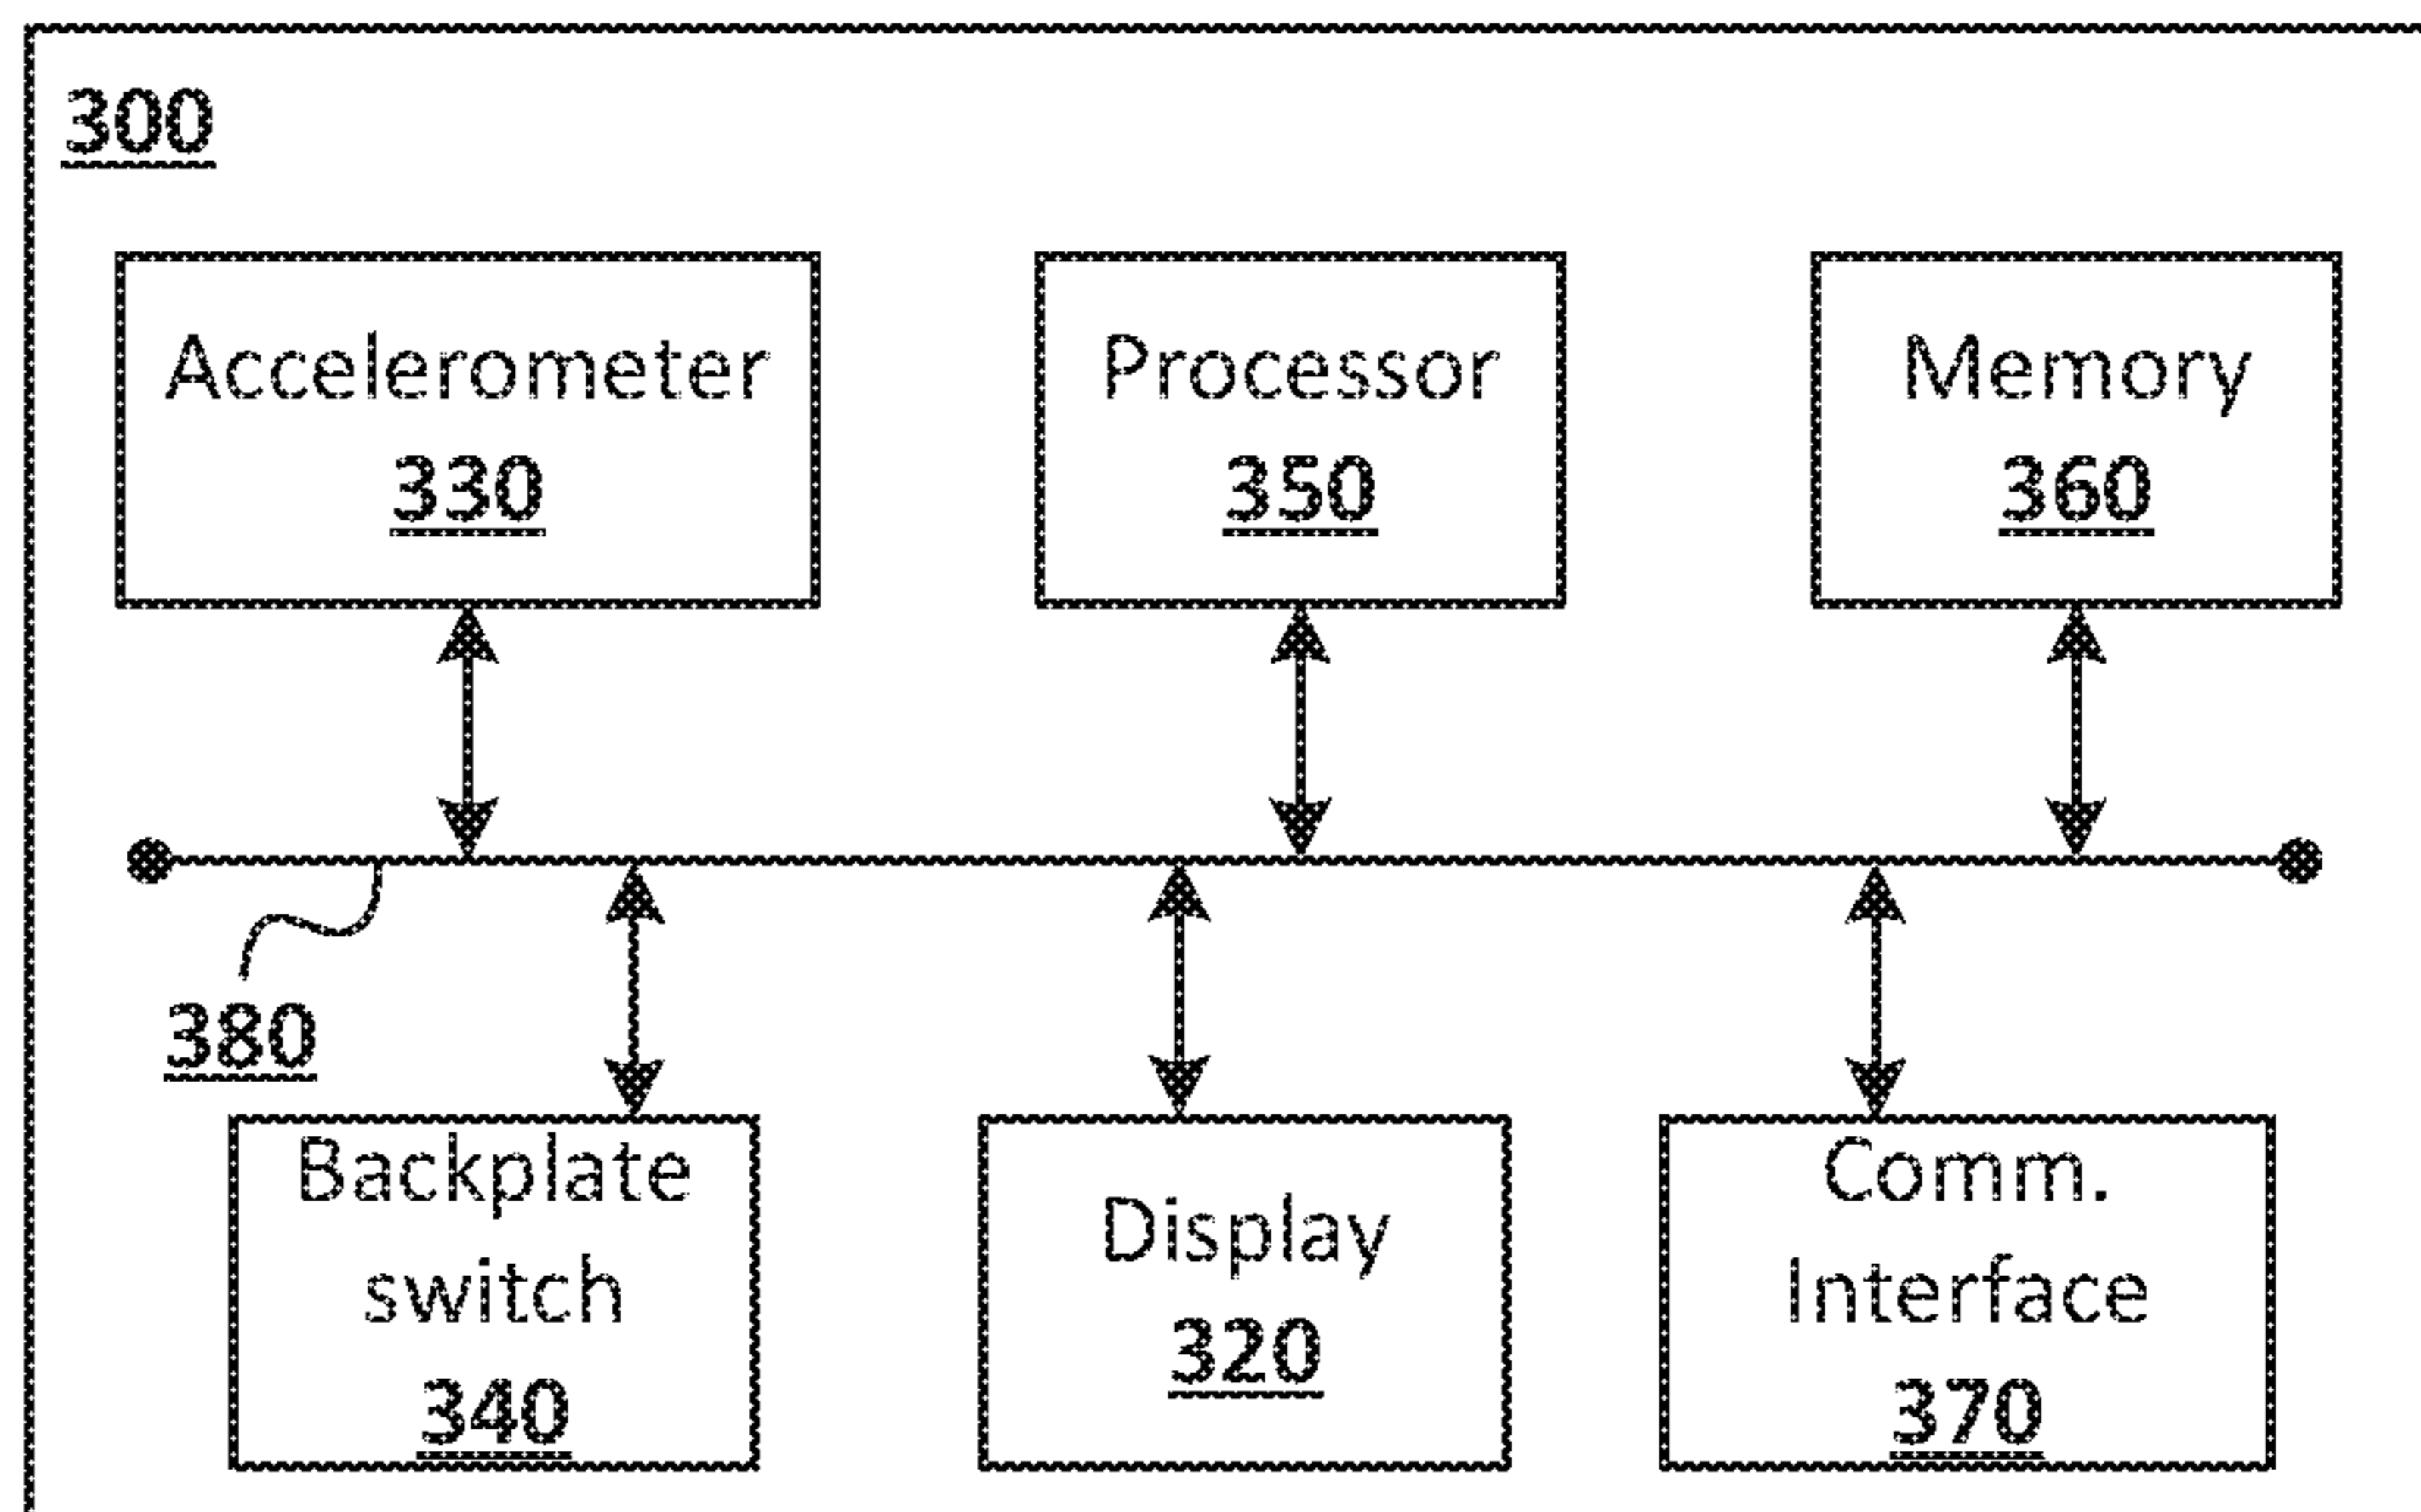 300
Accelerometer
330
Processor
350
Memory
360
380
Backplate
switch
340
Display
320
Comm.
Interface
370